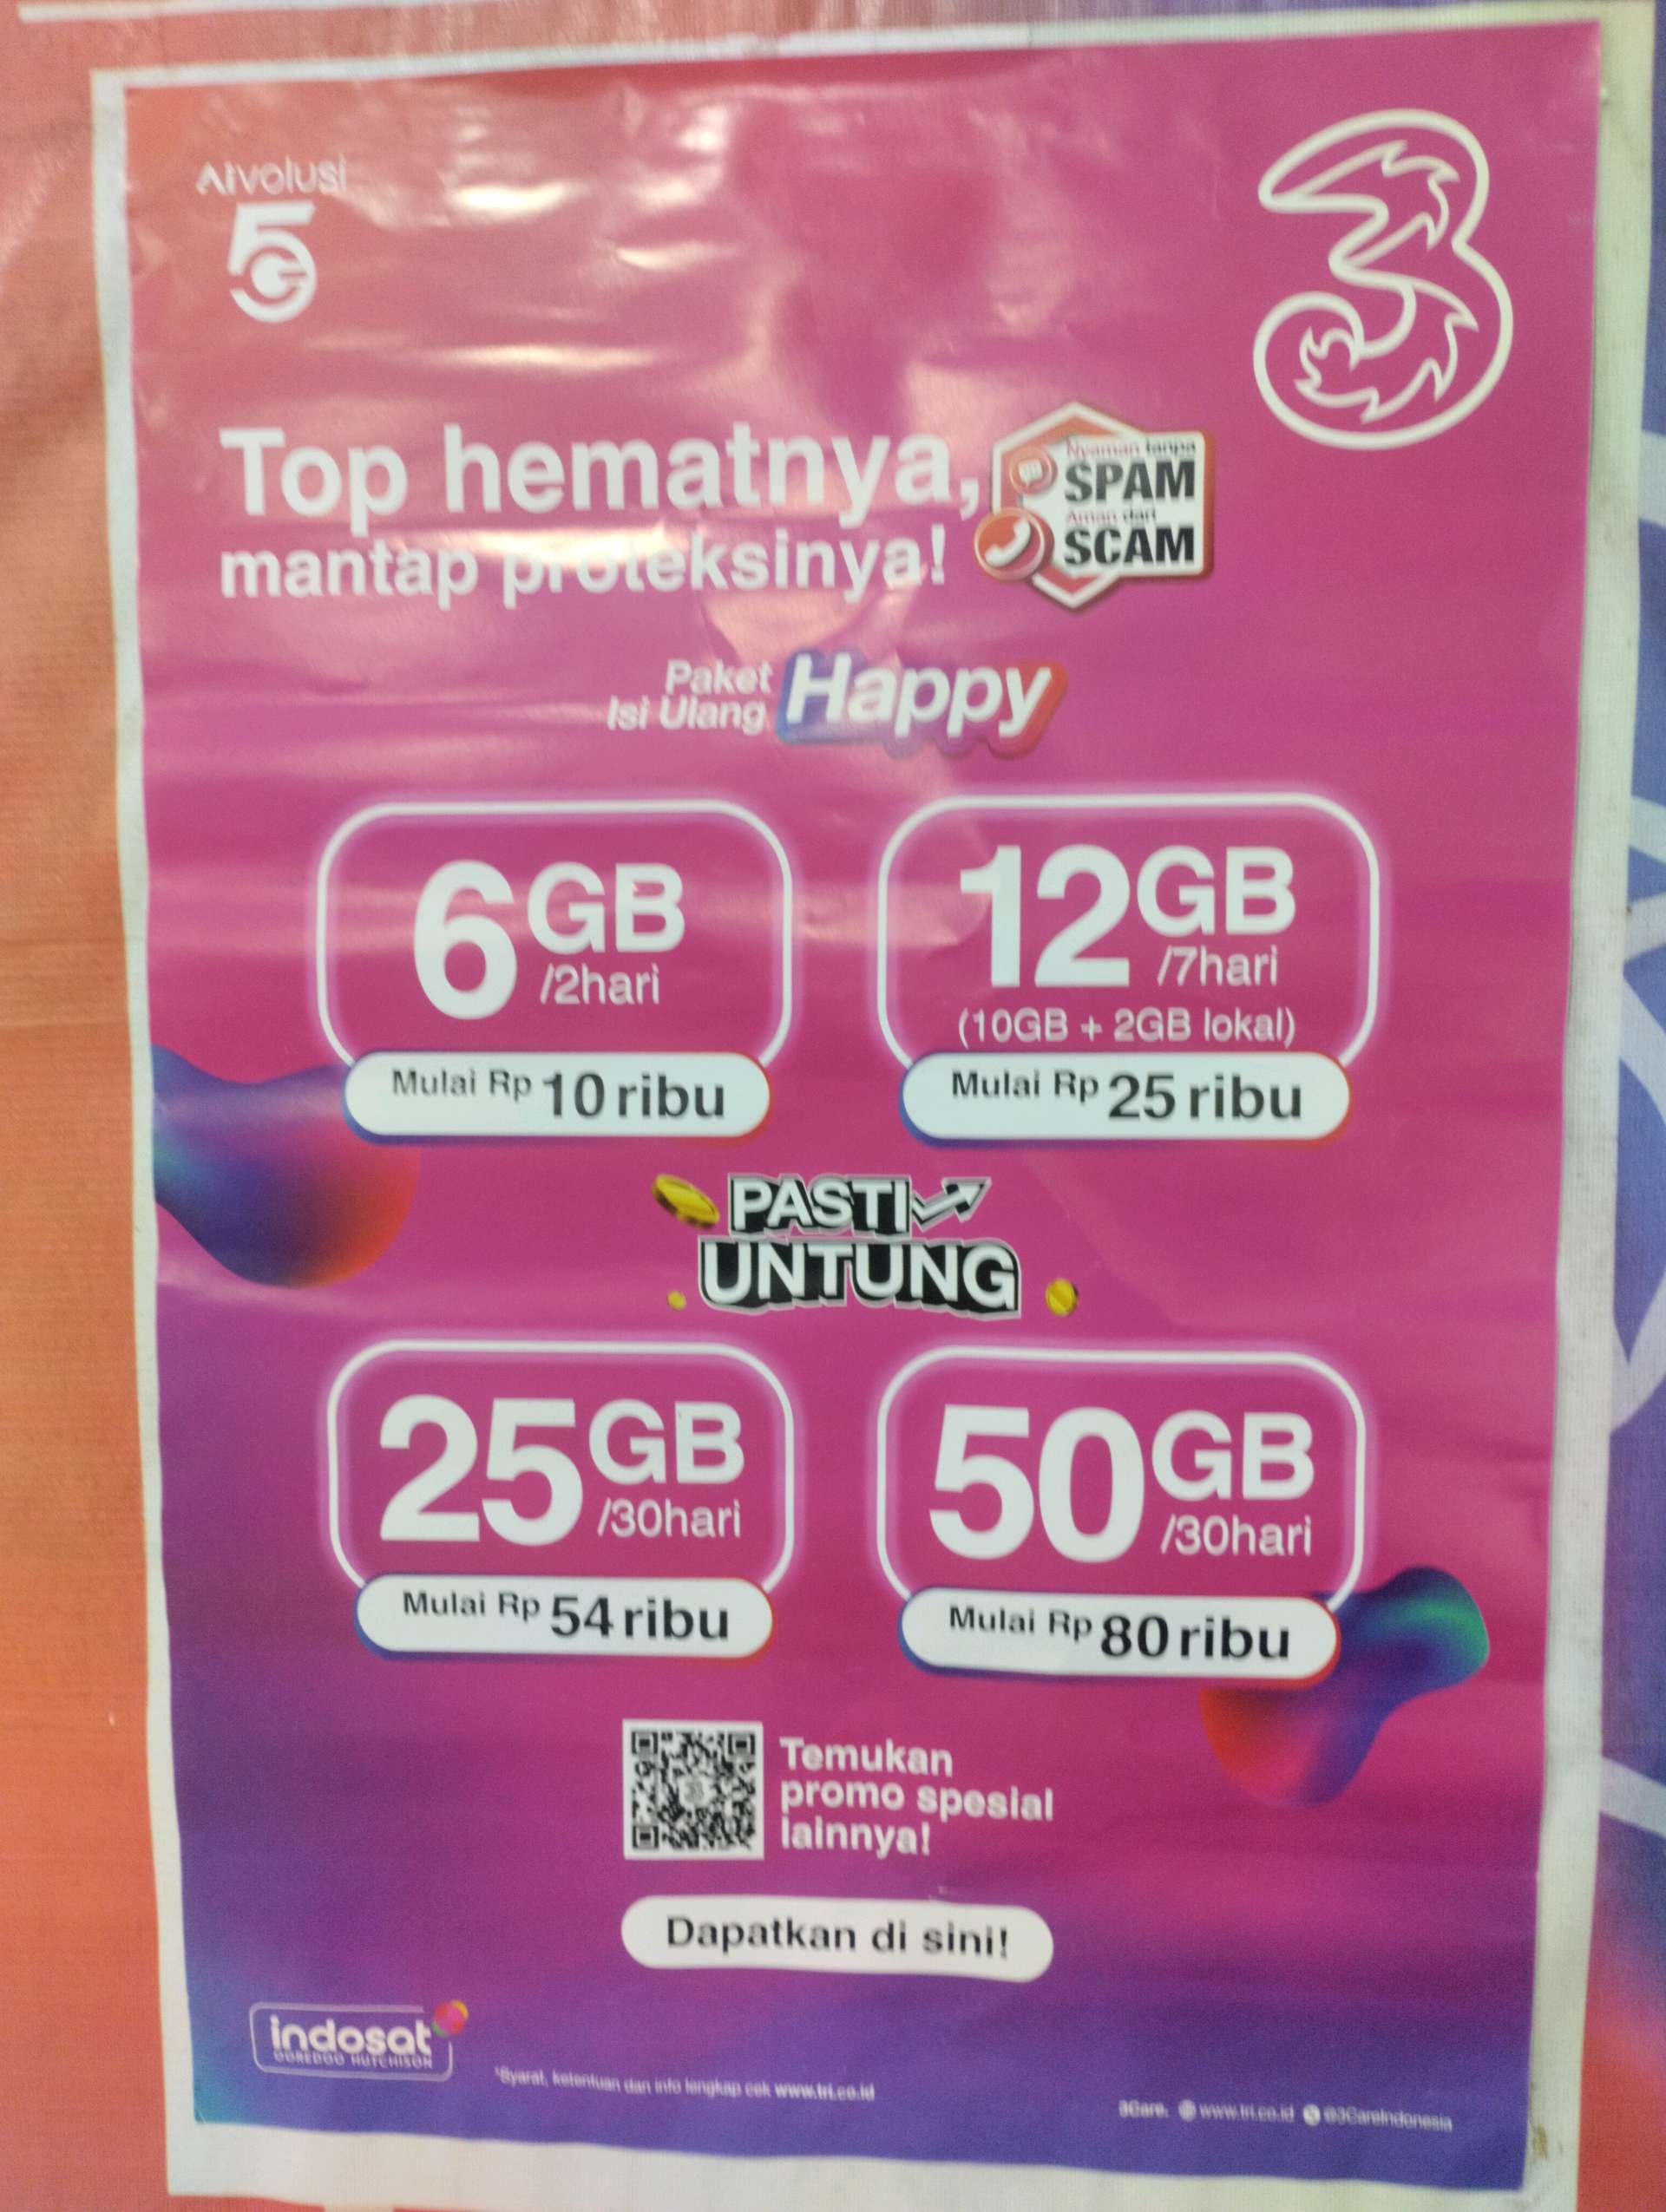 AIvolusi
5G
3
Top hematnya,
mantap proteksinya!
Nyaman tanpa
SPAM
Aman dari
SCAM
Paket
Isi Ulang
Happy
6GB
/2hari
Mulai Rp 10 ribu
12GB
/7hari
(10GB + 2GB lokal)
Mulai Rp 25 ribu
PASTI
UNTUNG
25GB
/30hari
Mulai Rp 54 ribu
50GB
/30hari
Mulai Rp 80 ribu
Temukan
promo spesial
lainnya!
Dapatkan di sini!
indosat
OOREDOO HUTCHISON
*Syarat, ketentuan dan info lengkap cek www.tri.co.id
3Care. www.tri.co.id @3CareIndonesia